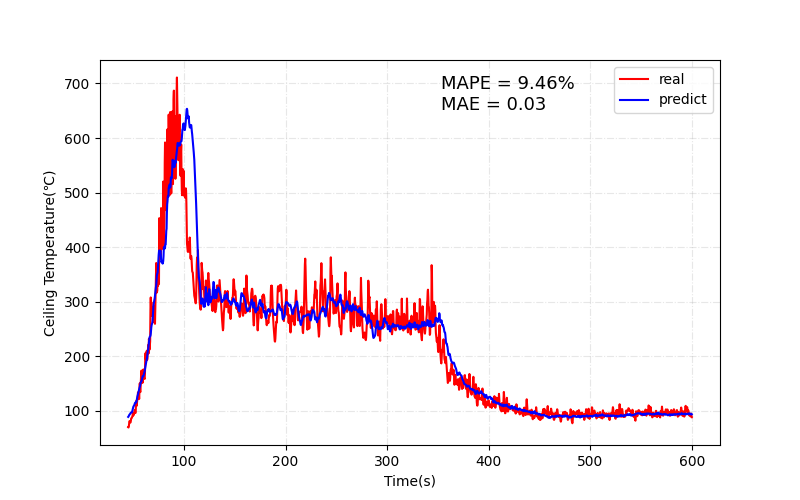 MAPE = 9.46%
MAE = 0.03
real
predict
700
600
500
400
300
200
100
Ceiling Temperature(℃)
100 200 300 400 500 600
Time(s)